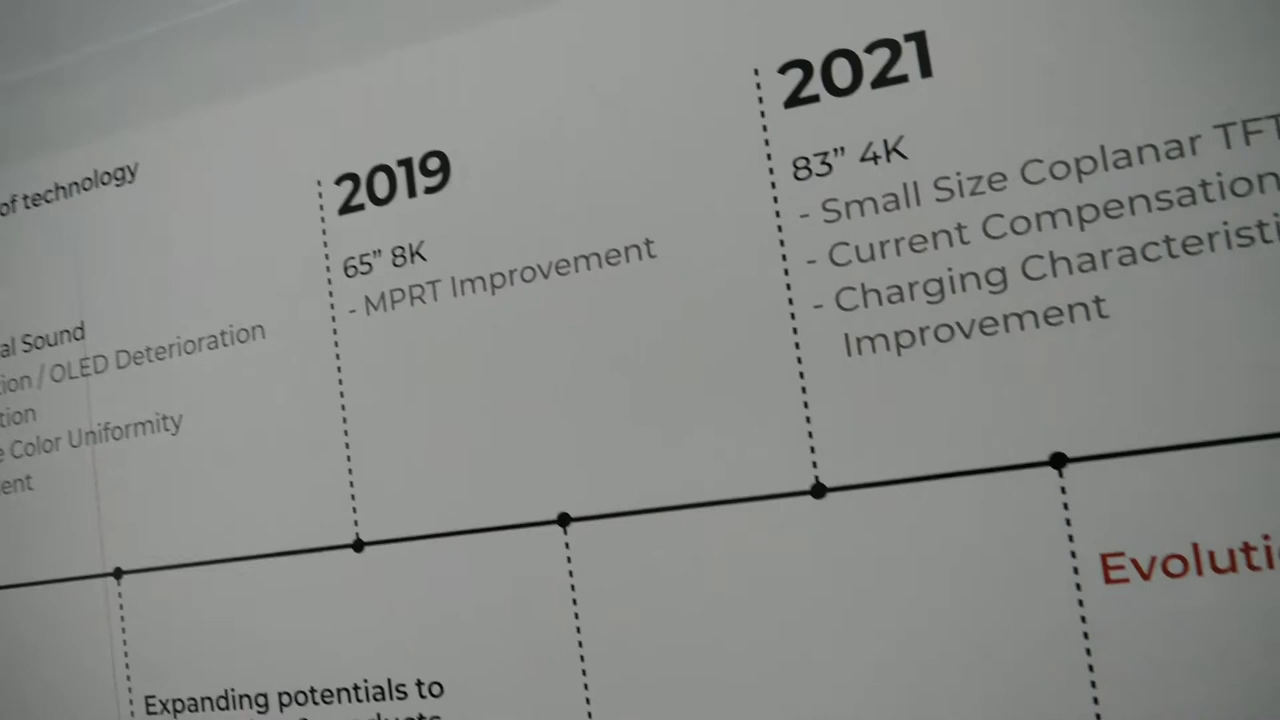 of technology
al Sound
ion / OLED Deterioration
tion
Color Uniformity
ent
2019
65” 8K
- MPRT Improvement
2021
83” 4K
- Small Size Coplanar TFT
- Current Compensation
- Charging Characteristi
Improvement
Evoluti
Expanding potentials to